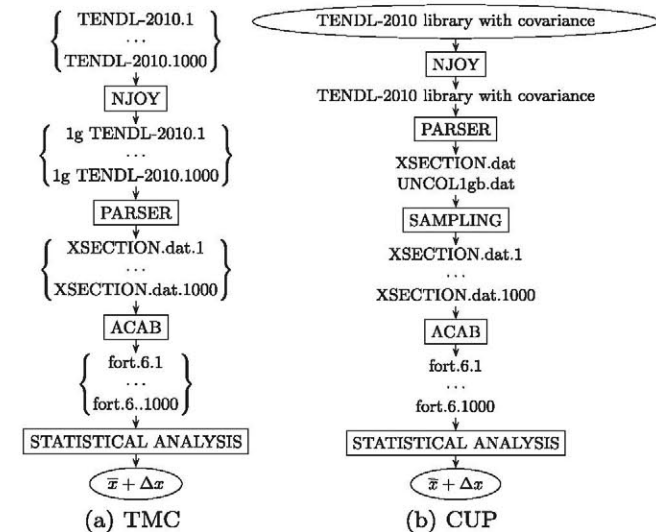 TENDL-2010.1
...
TENDL-2010.1000
NJOY
1g TENDL-2010.1
...
1g TENDL-2010.1000
PARSER
XSECTION.dat.1
...
XSECTION.dat.1000
ACAB
fort.6.1
...
fort.6..1000
STATISTICAL ANALYSIS
x̅ + Δx
(a) TMC
TENDL-2010 library with covariance
NJOY
TENDL-2010 library with covariance
PARSER
XSECTION.dat
UNCOL1gb.dat
SAMPLING
XSECTION.dat.1
...
XSECTION.dat.1000
ACAB
fort.6.1
...
fort.6.1000
STATISTICAL ANALYSIS
x̅ + Δx
(b) CUP